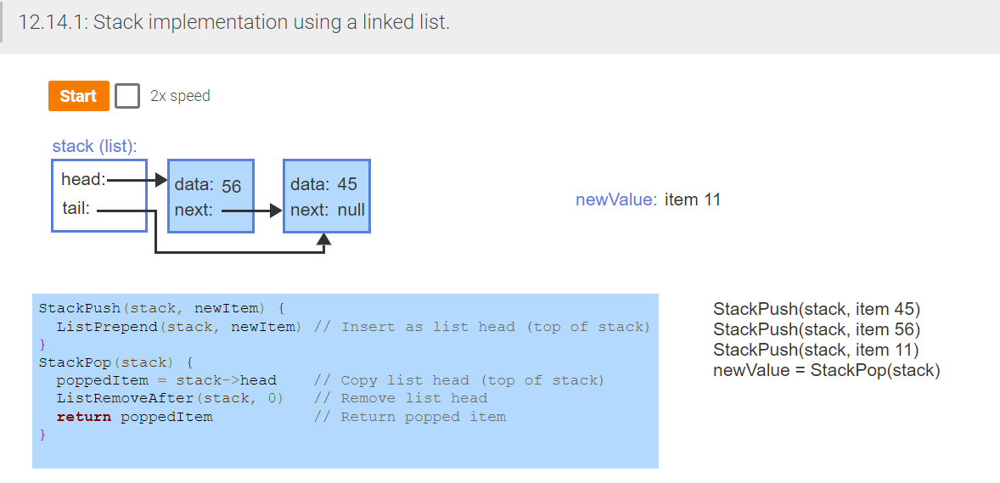 12.14.1: Stack implementation using a linked list.
Start 2x speed
stack (list):
head:
tail:
data: 56
next:
data: 45
next: null
newValue: item 11
StackPush(stack, newItem) {
  ListPrepend(stack, newItem) // Insert as list head (top of stack)
}
StackPop(stack) {
  poppedItem = stack->head    // Copy list head (top of stack)
  ListRemoveAfter(stack, 0)   // Remove list head
  return poppedItem           // Return popped item
}
StackPush(stack, item 45)
StackPush(stack, item 56)
StackPush(stack, item 11)
newValue = StackPop(stack)